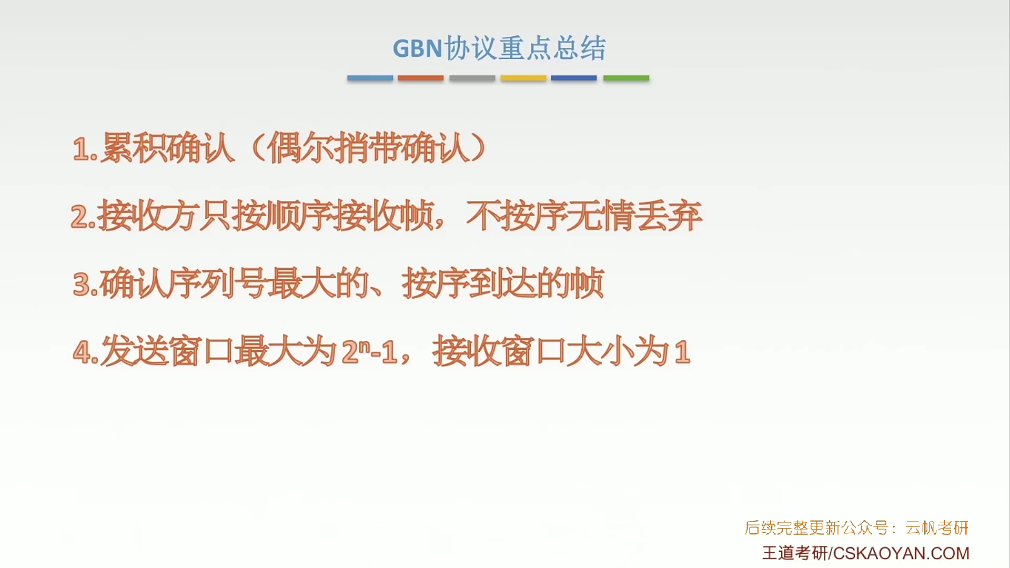 GBN协议重点总结
1.累积确认（偶尔捎带确认）
2.接收方只按顺序接收帧，不按序无情丢弃
3.确认序列号最大的、按序到达的帧
4.发送窗口最大为2ⁿ-1，接收窗口大小为1
后续完整更新公众号：云帆考研
王道考研/CSKAOYAN.COM